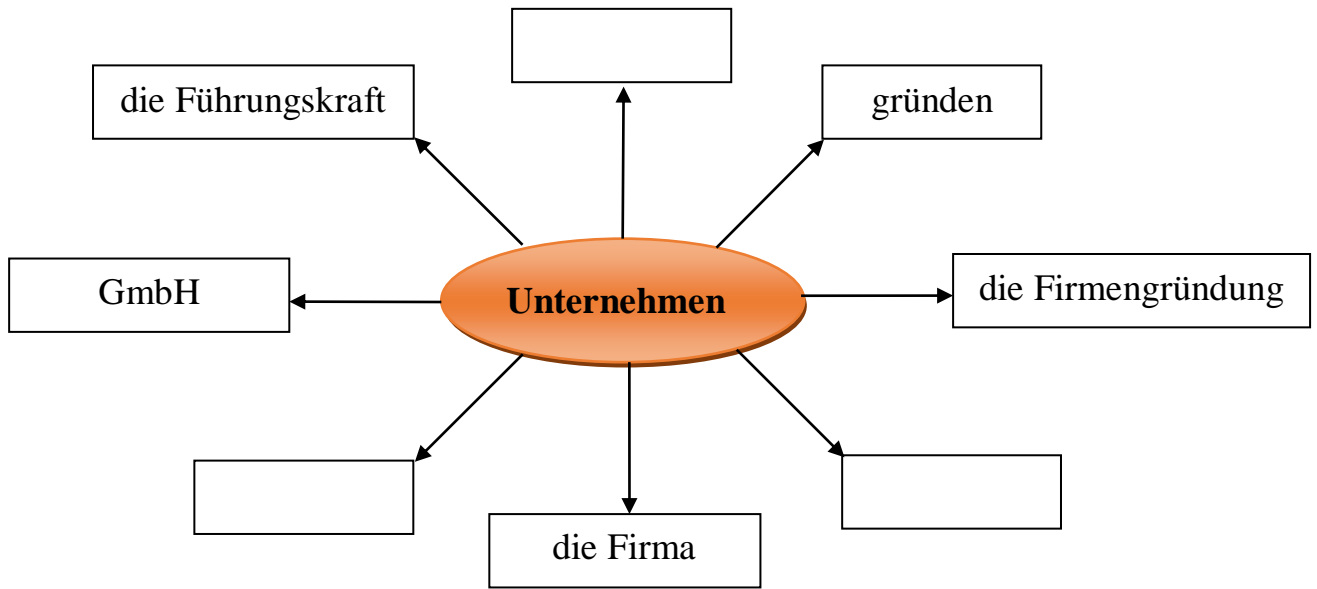 die Führungskraft
gründen
GmbH
Unternehmen
die Firmengründung
die Firma